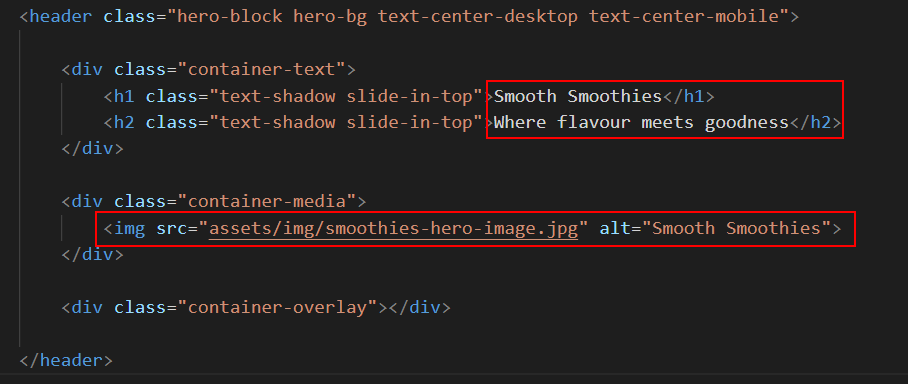 <header class="hero-block hero-bg text-center-desktop text-center-mobile">
<div class="container-text">
<h1 class="text-shadow slide-in-top">Smooth Smoothies</h1>
<h2 class="text-shadow slide-in-top">Where flavour meets goodness</h2>
</div>
<div class="container-media">
<img src="assets/img/smoothies-hero-image.jpg" alt="Smooth Smoothies">
</div>
<div class="container-overlay"></div>
</header>